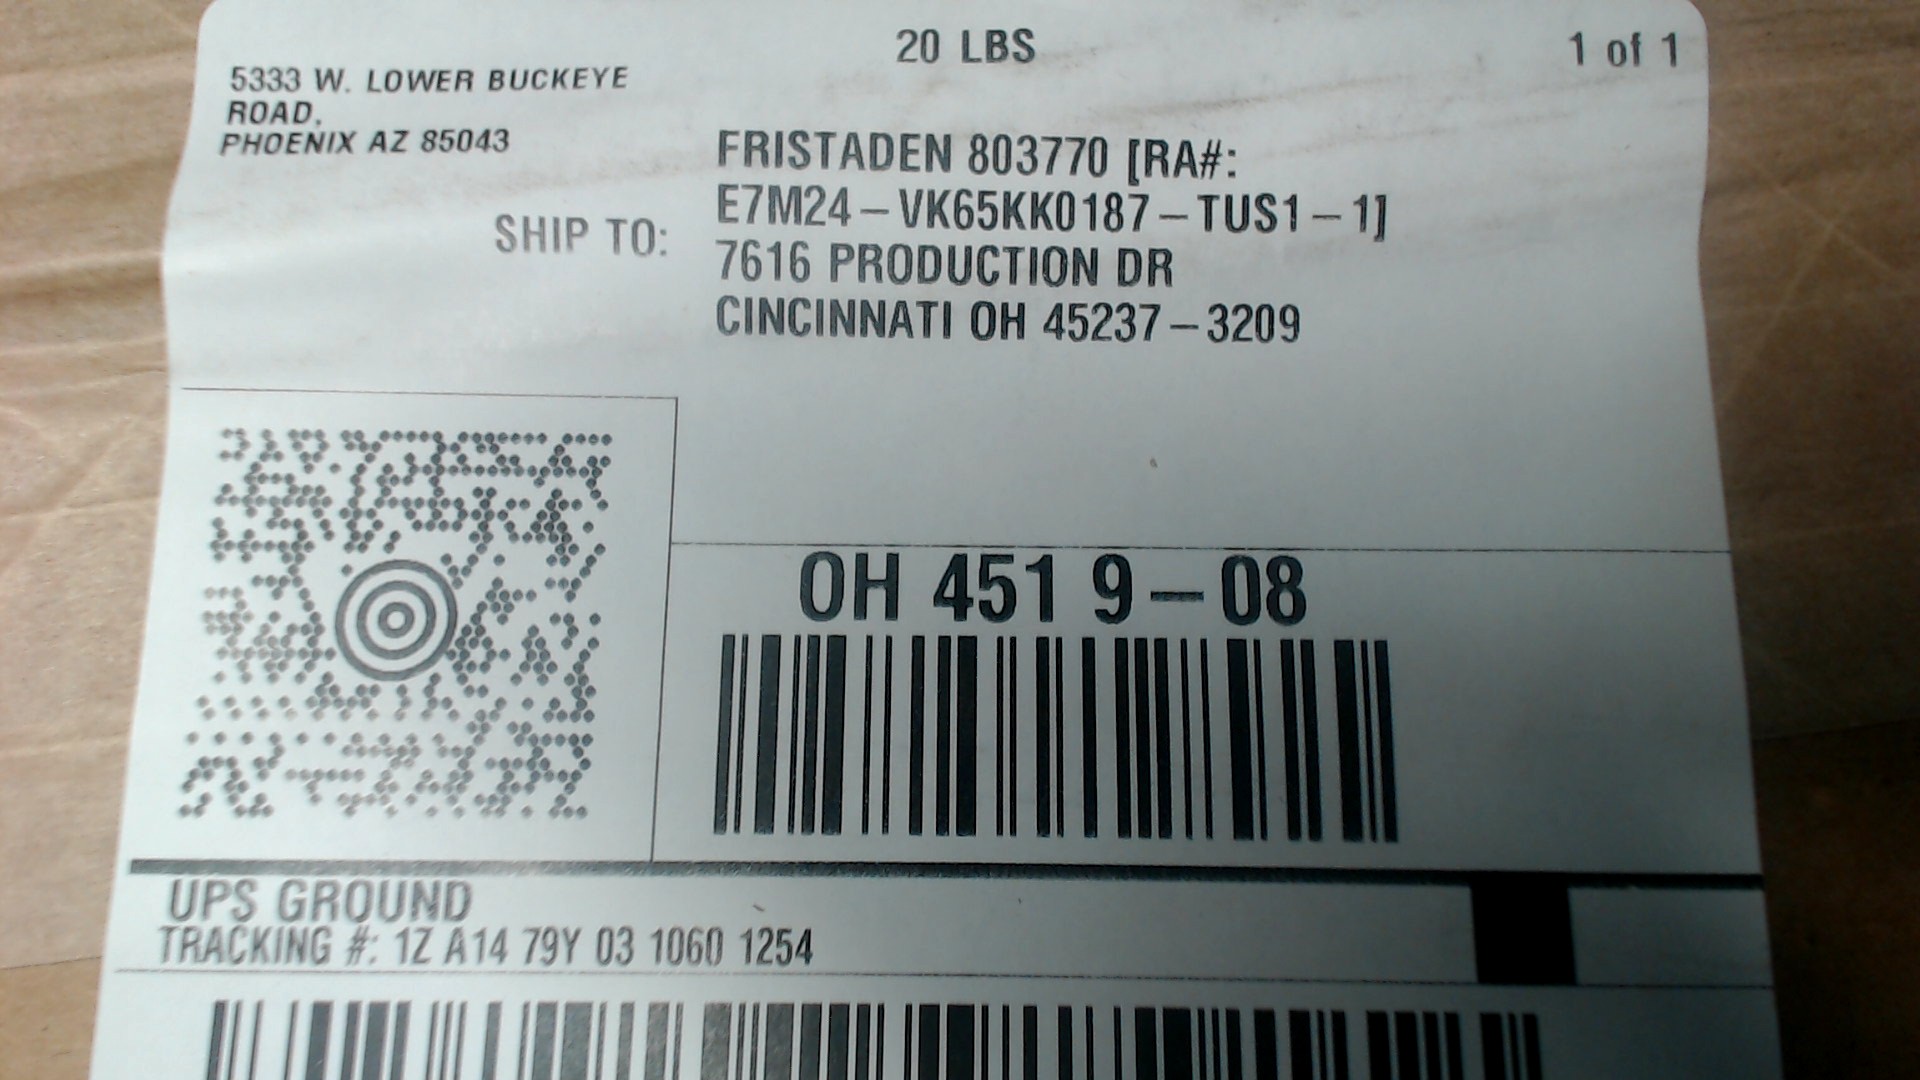 20 LBS
1 of 1
5333 W. LOWER BUCKEYE
ROAD,
PHOENIX AZ 85043
SHIP TO:
FRISTADEN 803770 [RA#:
E7M24-VK65KK0187-TUS1-1]
7616 PRODUCTION DR
CINCINNATI OH 45237-3209
OH 451 9-08
UPS GROUND
TRACKING #: 1Z A14 79Y 03 1060 1254